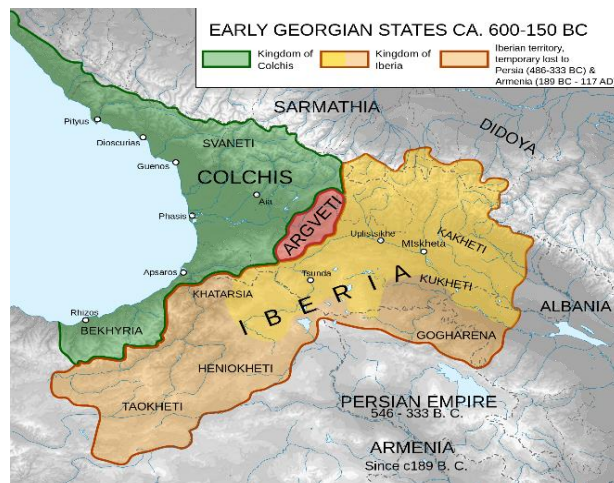 EARLY GEORGIAN STATES CA. 600-150 BC
Kingdom of
Colchis
Kingdom of
Iberia
Iberian territory,
temporary lost to
Persia (486-333 BC) &
Armenia (189 BC - 117 AD)
SARMATHIA
DIDOYA
Pityus
Dioscurias
SVANETI
Guenos
COLCHIS
Aia
ARGVETI
Phasis
Uplistsikhe
Mtskheta
KAKHETI
Apsaros
Tsunda
KUKHETI
KHATARSIA
IBERIA
ALBANIA
Rhizos
BEKHYRIA
GOGHARENA
HENIOKHETI
TAOKHETI
PERSIAN EMPIRE
546 - 333 B. C.
ARMENIA
Since c189 B. C.